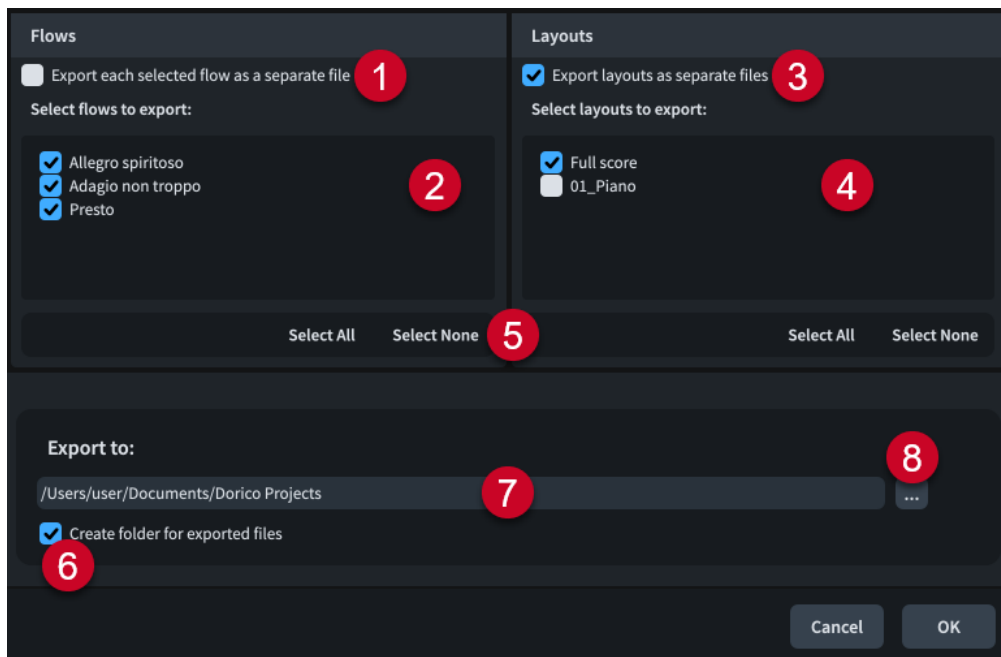 Flows
Export each selected flow as a separate file 1
Select flows to export:
Allegro spiritoso
Adagio non troppo
Presto
2
Select All Select None
Layouts
Export layouts as separate files 3
Select layouts to export:
Full score
01_Piano
4
5
Select All Select None
Export to:
8
/Users/user/Documents/Dorico Projects 7 ...
Create folder for exported files
6
Cancel OK